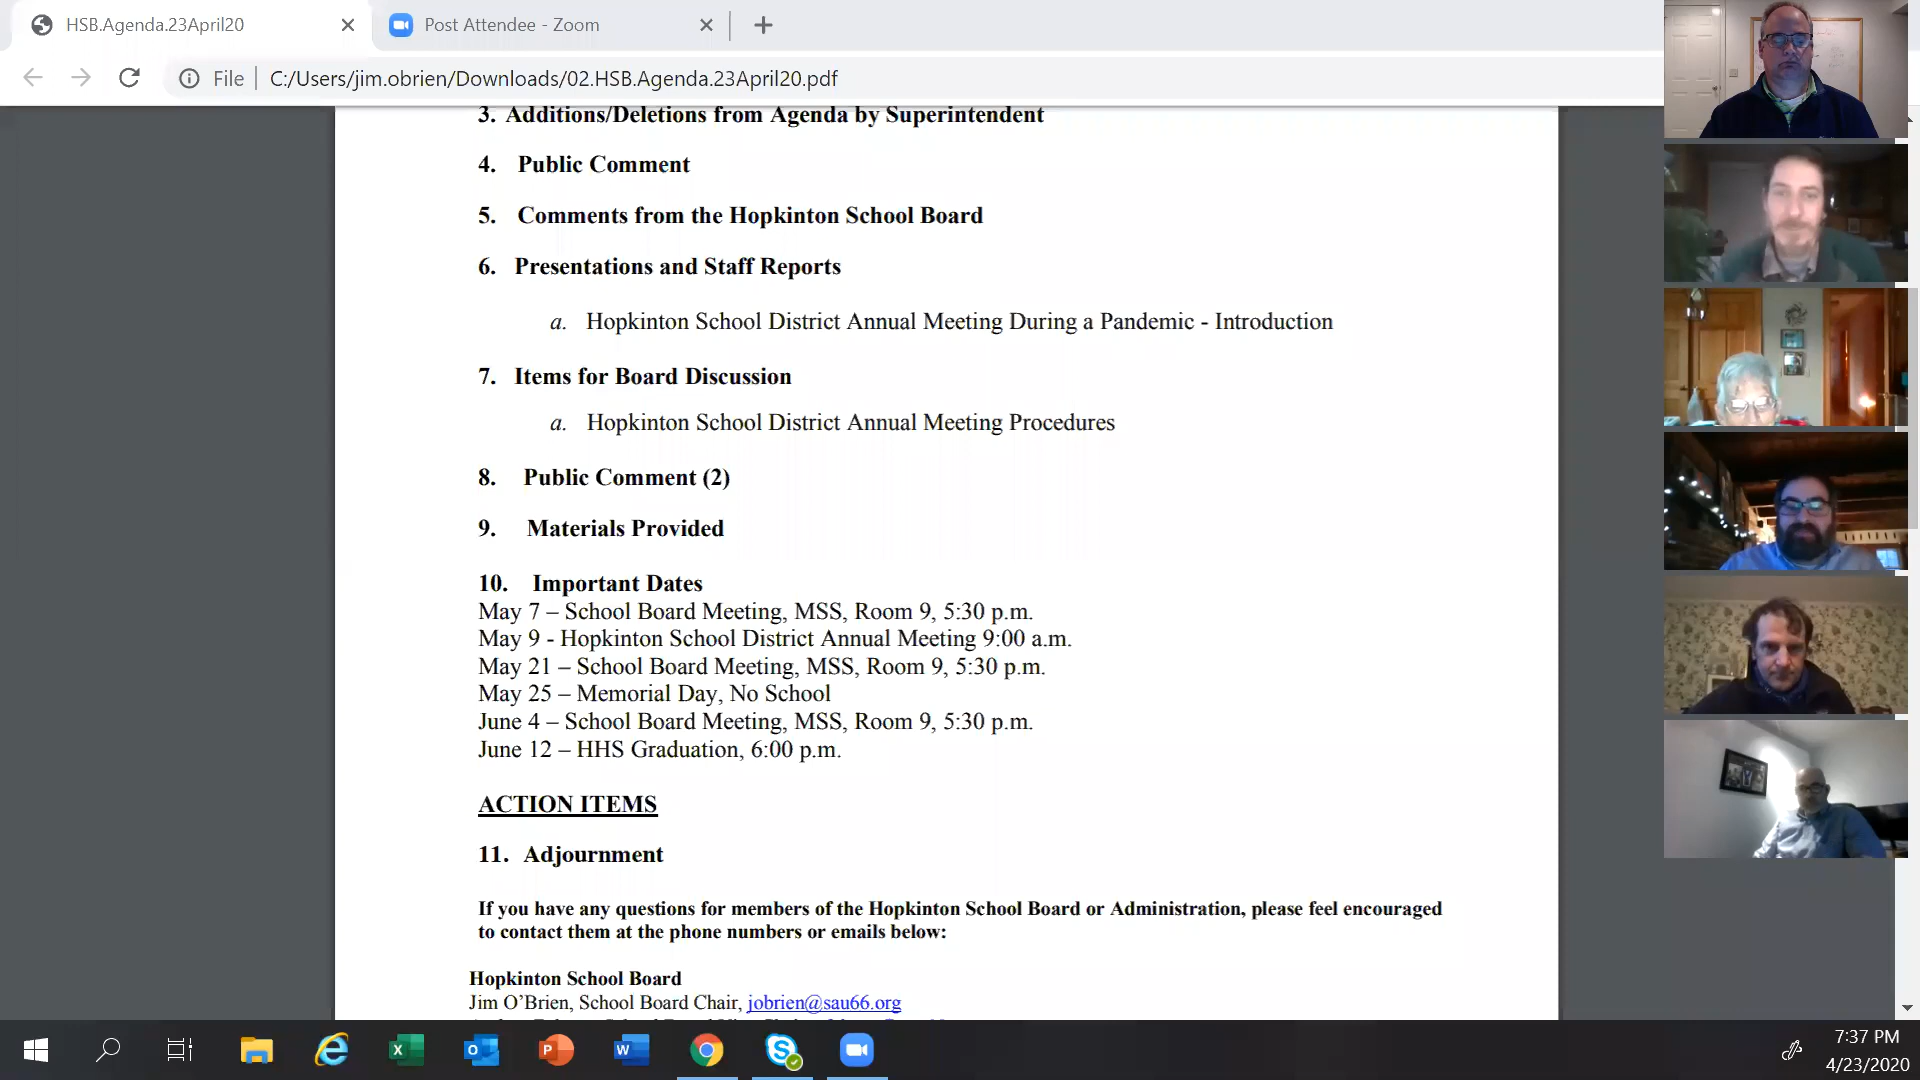 HSB.Agenda.23April20
Post Attendee - Zoom
File
C:/Users/jim.obrien/Downloads/02.HSB.Agenda.23April20.pdf
3. Additions/Deletions from Agenda by Superintendent
4. Public Comment
5. Comments from the Hopkinton School Board
6. Presentations and Staff Reports
a. Hopkinton School District Annual Meeting During a Pandemic - Introduction
7. Items for Board Discussion
a. Hopkinton School District Annual Meeting Procedures
8. Public Comment (2)
9. Materials Provided
10. Important Dates
May 7 – School Board Meeting, MSS, Room 9, 5:30 p.m.
May 9 - Hopkinton School District Annual Meeting 9:00 a.m.
May 21 – School Board Meeting, MSS, Room 9, 5:30 p.m.
May 25 – Memorial Day, No School
June 4 – School Board Meeting, MSS, Room 9, 5:30 p.m.
June 12 – HHS Graduation, 6:00 p.m.
ACTION ITEMS
11. Adjournment
If you have any questions for members of the Hopkinton School Board or Administration, please feel encouraged
to contact them at the phone numbers or emails below:
Hopkinton School Board
Jim O’Brien, School Board Chair, jobrien@sau66.org
7:37 PM
4/23/2020